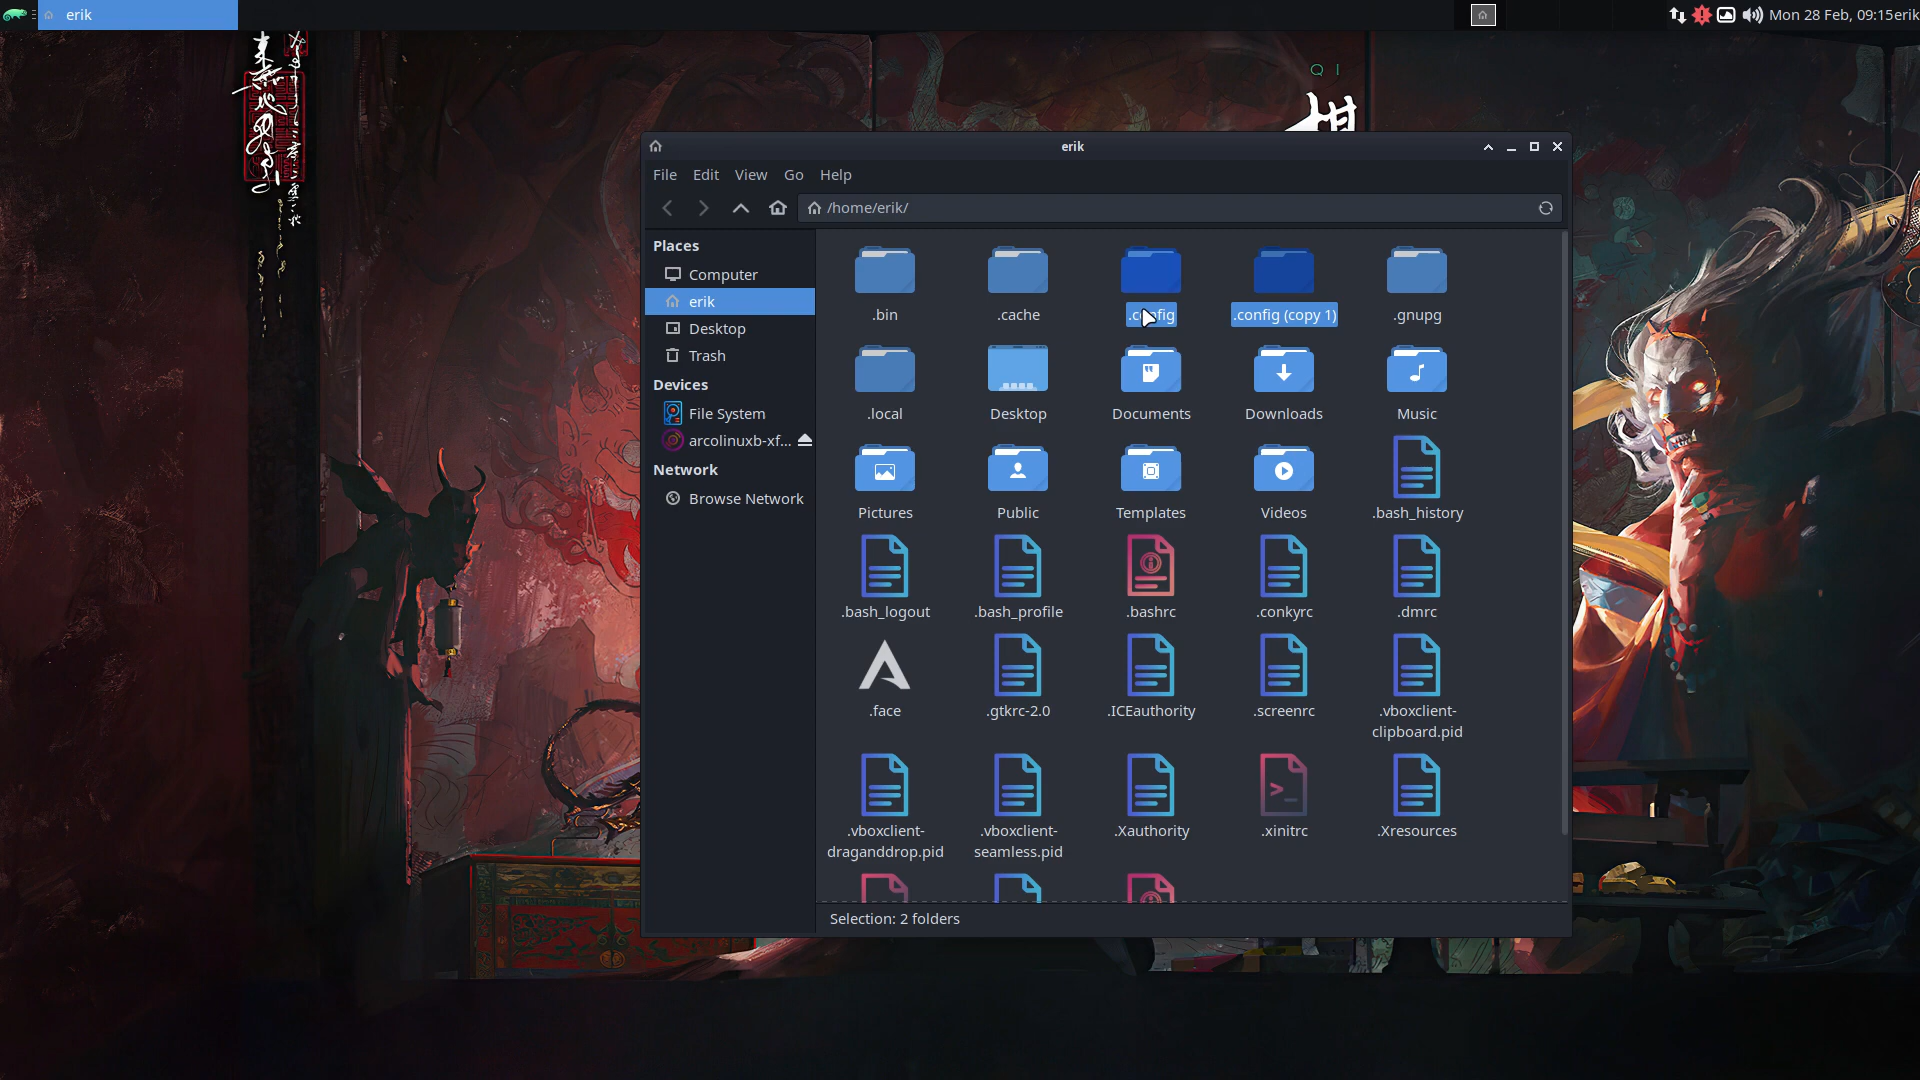 erik
Mon 28 Feb, 09:15erik
Q I
erik
File Edit View Go Help
/home/erik/
Places
Computer
erik
Desktop
Trash
Devices
File System
arcolinuxb-xf...
Network
Browse Network
.bin .cache .config .config (copy 1) .gnupg
.local Desktop Documents Downloads Music
Pictures Public Templates Videos .bash_history
.bash_logout .bash_profile .bashrc .conkyrc .dmrc
.face .gtkrc-2.0 .ICEauthority .screenrc .vboxclient-
clipboard.pid
.vboxclient- .vboxclient- .Xauthority .xinitrc .Xresources
draganddrop.pid seamless.pid
Selection: 2 folders